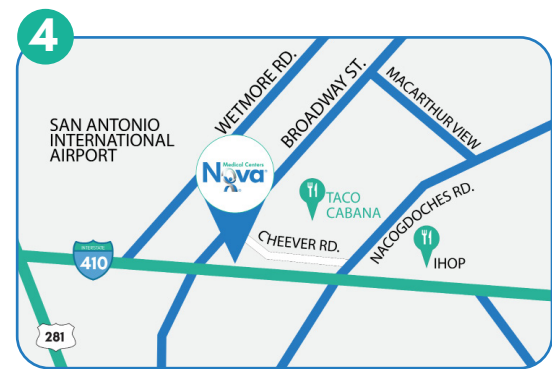 4
WETMORE RD.
BROADWAY ST.
MACARTHUR VIEW
SAN ANTONIO
INTERNATIONAL
AIRPORT
Medical Centers
Nova
TACO
CABANA
NACOGDOCHES RD.
CHEEVER RD.
IHOP
INTERSTATE
410
281